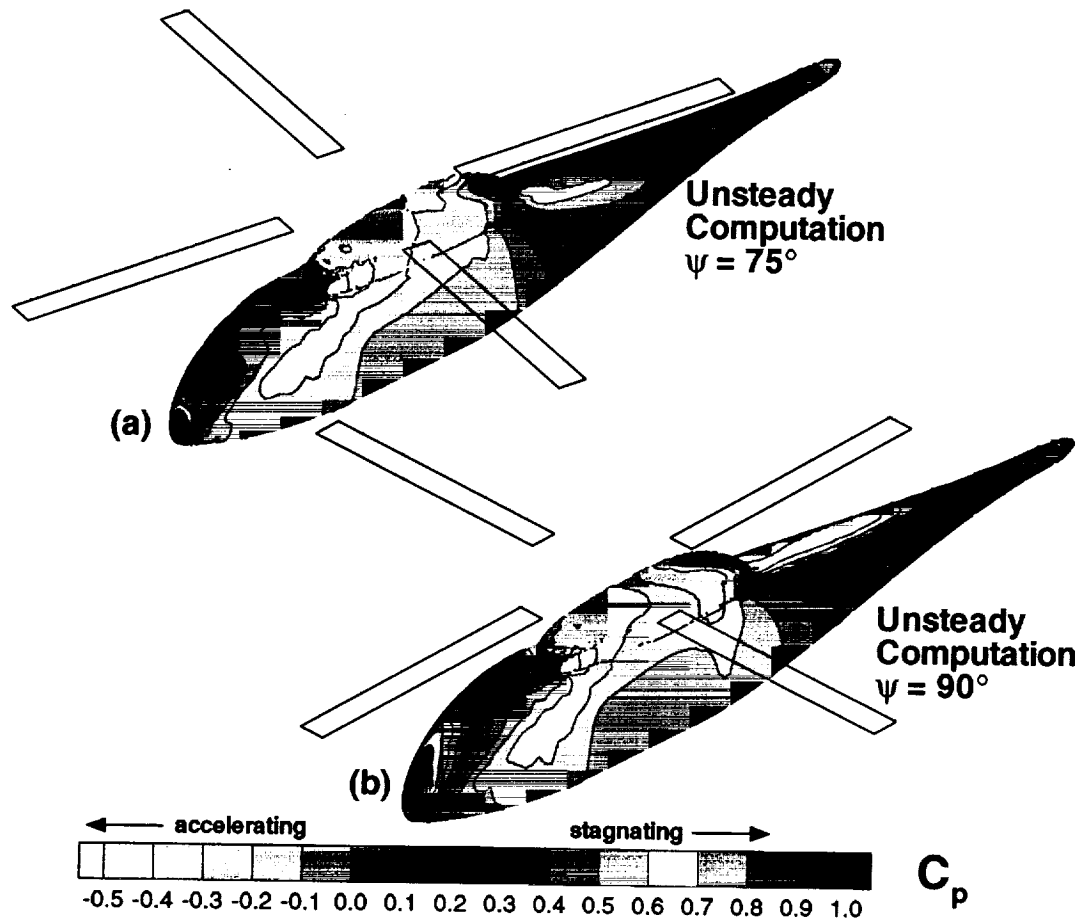 Unsteady
Computation
ψ = 75°
(a)
Unsteady
Computation
ψ = 90°
(b)
accelerating
stagnating
-0.5 -0.4 -0.3 -0.2 -0.1 0.0 0.1 0.2 0.3 0.4 0.5 0.6 0.7 0.8 0.9 1.0
Cp